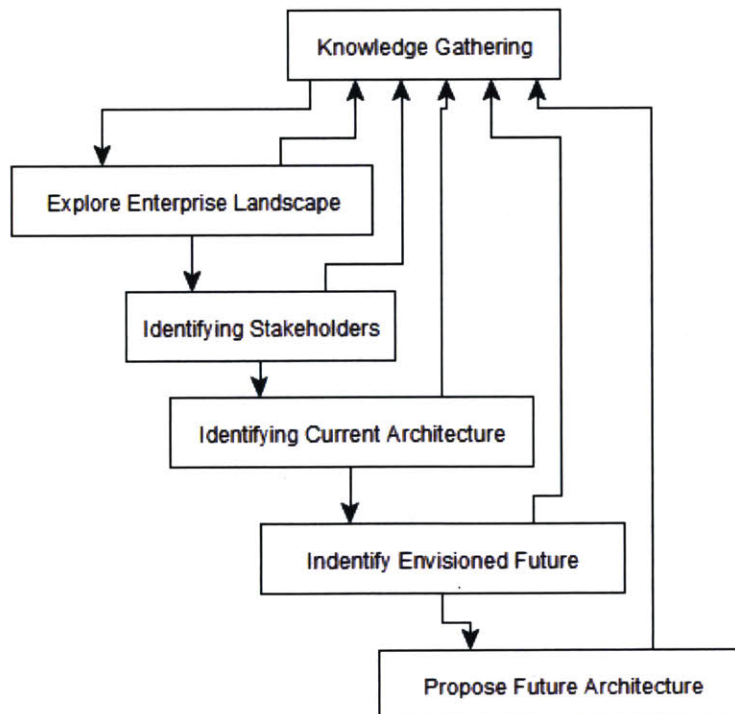 Knowledge Gathering
Explore Enterprise Landscape
Identifying Stakeholders
Identifying Current Architecture
Indentify Envisioned Future
Propose Future Architecture